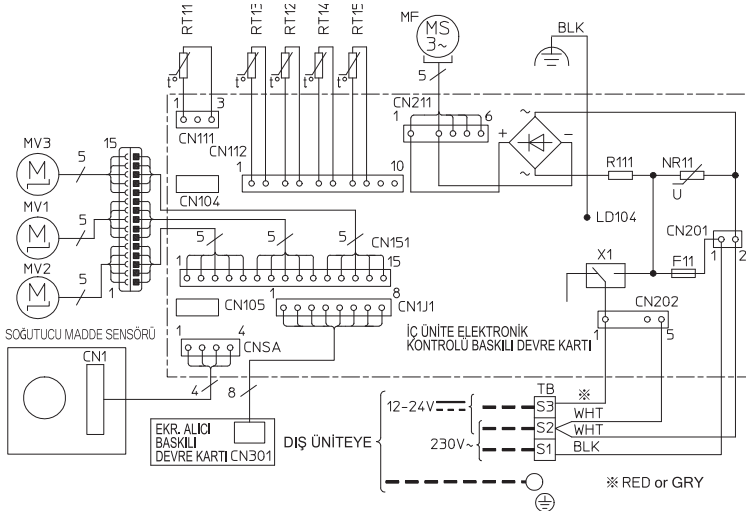 RT11
RT13
RT12
RT14
RT15
MF
MS
3~
BLK
5
t°
t°
t°
t°
t°
1
3
CN111
CN211
1
6
+
-
~
~
CN112
1
10
CN104
R111
NR11
U
LD104
MV3
5
15
M
MV1
5
M
MV2
5
M
1
5
5
5
CN151
1
15
CN201
1
2
X1
F11
CN105
CN1J1
1
8
CN202
1
5
CNSA
1
4
İÇ ÜNİTE ELEKTRONİK
KONTROLÜ BASKILI DEVRE KARTI
SOĞUTUCU MADDE SENSÖRÜ
CN1
4
8
EKR. ALICI
BASKILI
DEVRE KARTI CN301
DIŞ ÜNİTEYE
12-24V
230V~
TB
S3
S2
S1
※
WHT
WHT
BLK
※ RED or GRY